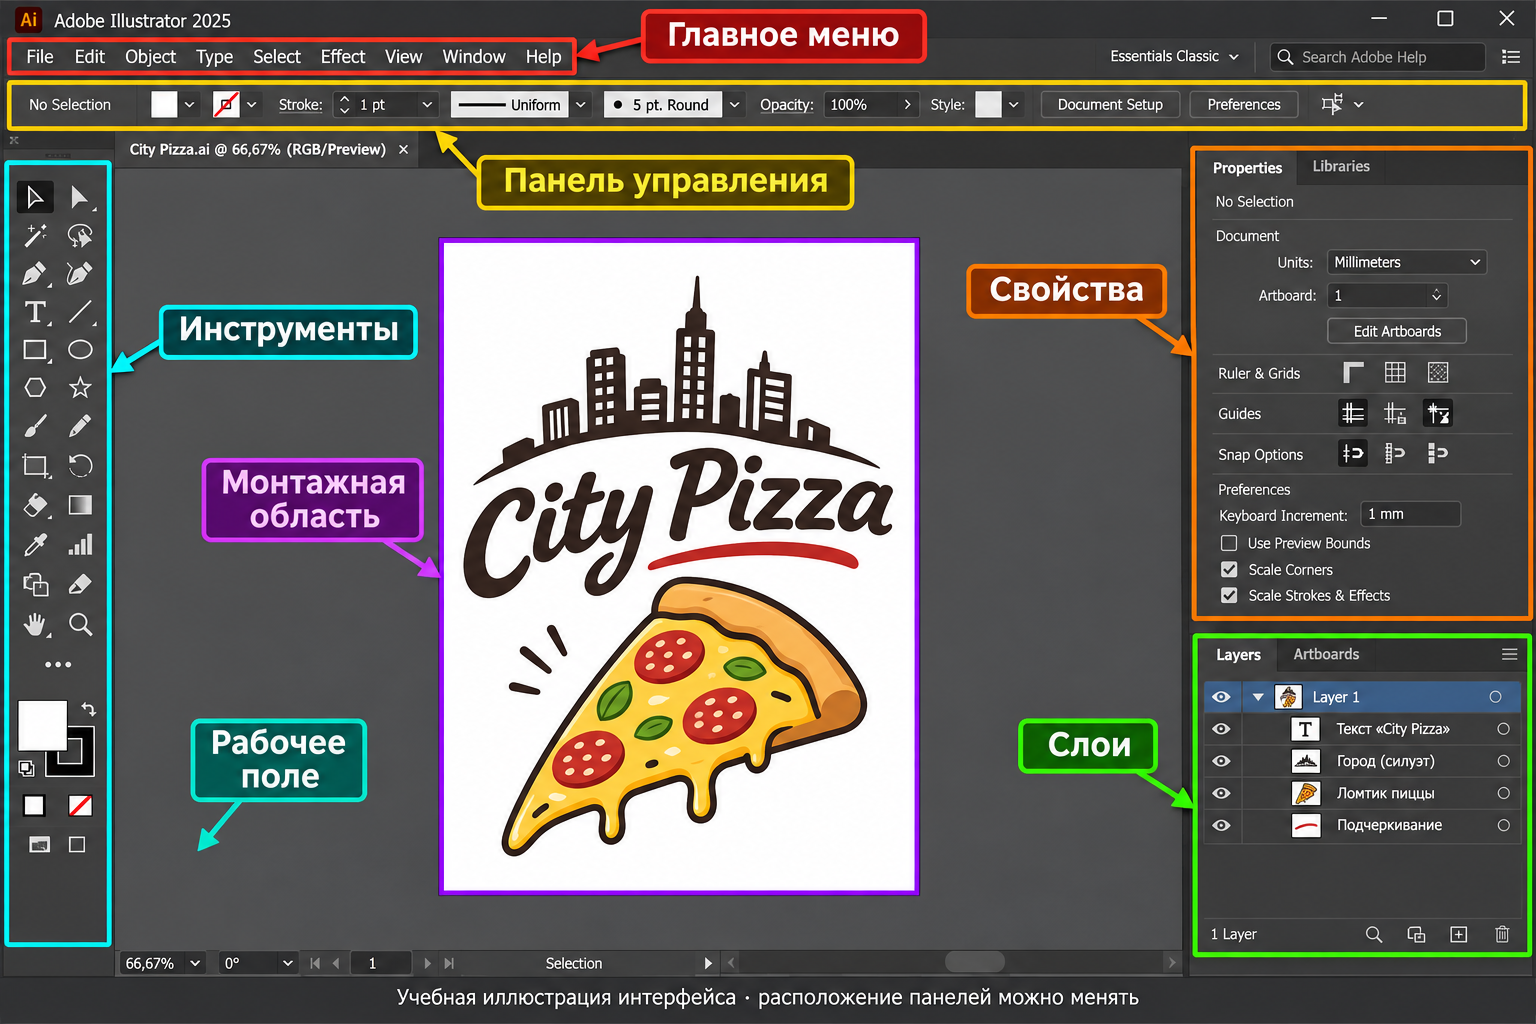 Ai Adobe Illustrator 2025
File Edit Object Type Select Effect View Window Help
Главное меню
Essentials Classic
Search Adobe Help
No Selection
Stroke: 1 pt
Uniform
5 pt. Round
Opacity: 100%
Style:
Document Setup
Preferences
City Pizza.ai @ 66,67% (RGB/Preview) ×
Панель управления
Инструменты
Монтажная
область
Рабочее
поле
City Pizza
Свойства
Слои
Properties Libraries
No Selection
Document
Units: Millimeters
Artboard: 1
Edit Artboards
Ruler & Grids
Guides
Snap Options
Preferences
Keyboard Increment: 1 mm
Use Preview Bounds
Scale Corners
Scale Strokes & Effects
Layers Artboards
Layer 1
T Текст «City Pizza»
Город (силуэт)
Ломтик пиццы
Подчеркивание
1 Layer
66,67% 0° 1 Selection
Учебная иллюстрация интерфейса · расположение панелей можно менять